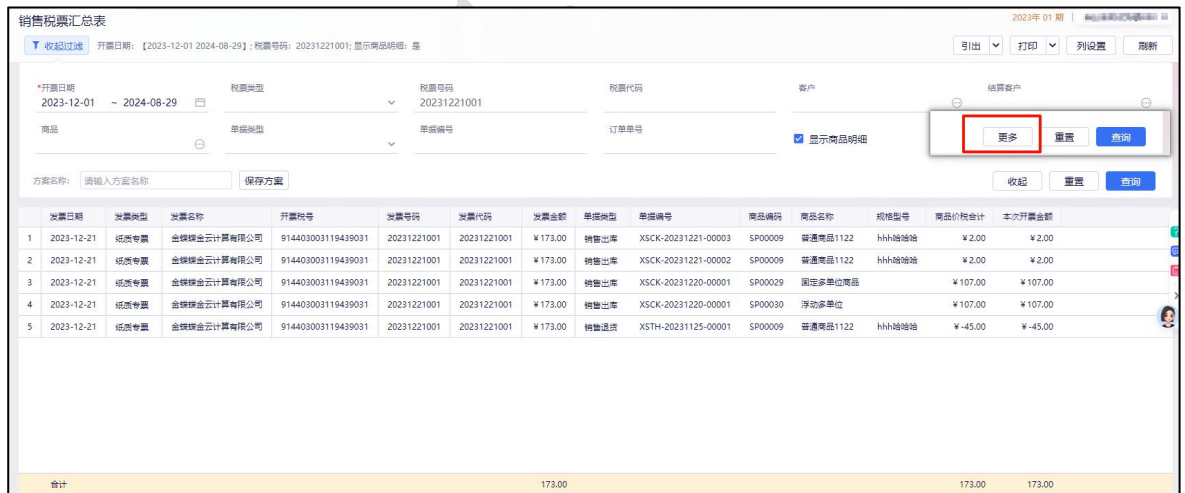 销售税票汇总表
2023年 01 期
收起过滤 开票日期: 【2023-12-01 2024-08-29】; 税票号码: 20231221001; 显示商品明细: 是
引出 打印 列设置 刷新
*开票日期 税票类型 税票号码 税票代码 客户 结算客户
2023-12-01 ~ 2024-08-29 20231221001
商品 单据类型 单据编号 订单单号 显示商品明细 更多 重置 查询
方案名称: 请输入方案名称 保存方案 收起 重置 查询
发票日期 发票类型 发票名称 开票税号 发票号码 发票代码 发票金额 单据类型 单据编号 商品编码 商品名称 规格型号 商品价税合计 本次开票金额
1 2023-12-21 纸质专票 金蝶蝶金云计算有限公司 914403003119439031 20231221001 20231221001 ¥173.00 销售出库 XSCK-20231221-00003 SP00009 普通商品1122 hhh哈哈哈 ¥2.00 ¥2.00
2 2023-12-21 纸质专票 金蝶蝶金云计算有限公司 914403003119439031 20231221001 20231221001 ¥173.00 销售出库 XSCK-20231221-00002 SP00009 普通商品1122 hhh哈哈哈 ¥2.00 ¥2.00
3 2023-12-21 纸质专票 金蝶蝶金云计算有限公司 914403003119439031 20231221001 20231221001 ¥173.00 销售出库 XSCK-20231220-00001 SP00029 固定多单位商品 ¥107.00 ¥107.00
4 2023-12-21 纸质专票 金蝶蝶金云计算有限公司 914403003119439031 20231221001 20231221001 ¥173.00 销售出库 XSCK-20231220-00001 SP00030 浮动多单位 ¥107.00 ¥107.00
5 2023-12-21 纸质专票 金蝶蝶金云计算有限公司 914403003119439031 20231221001 20231221001 ¥173.00 销售退货 XSTH-20231125-00001 SP00009 普通商品1122 hhh哈哈哈 ¥-45.00 ¥-45.00
合计 173.00 173.00 173.00